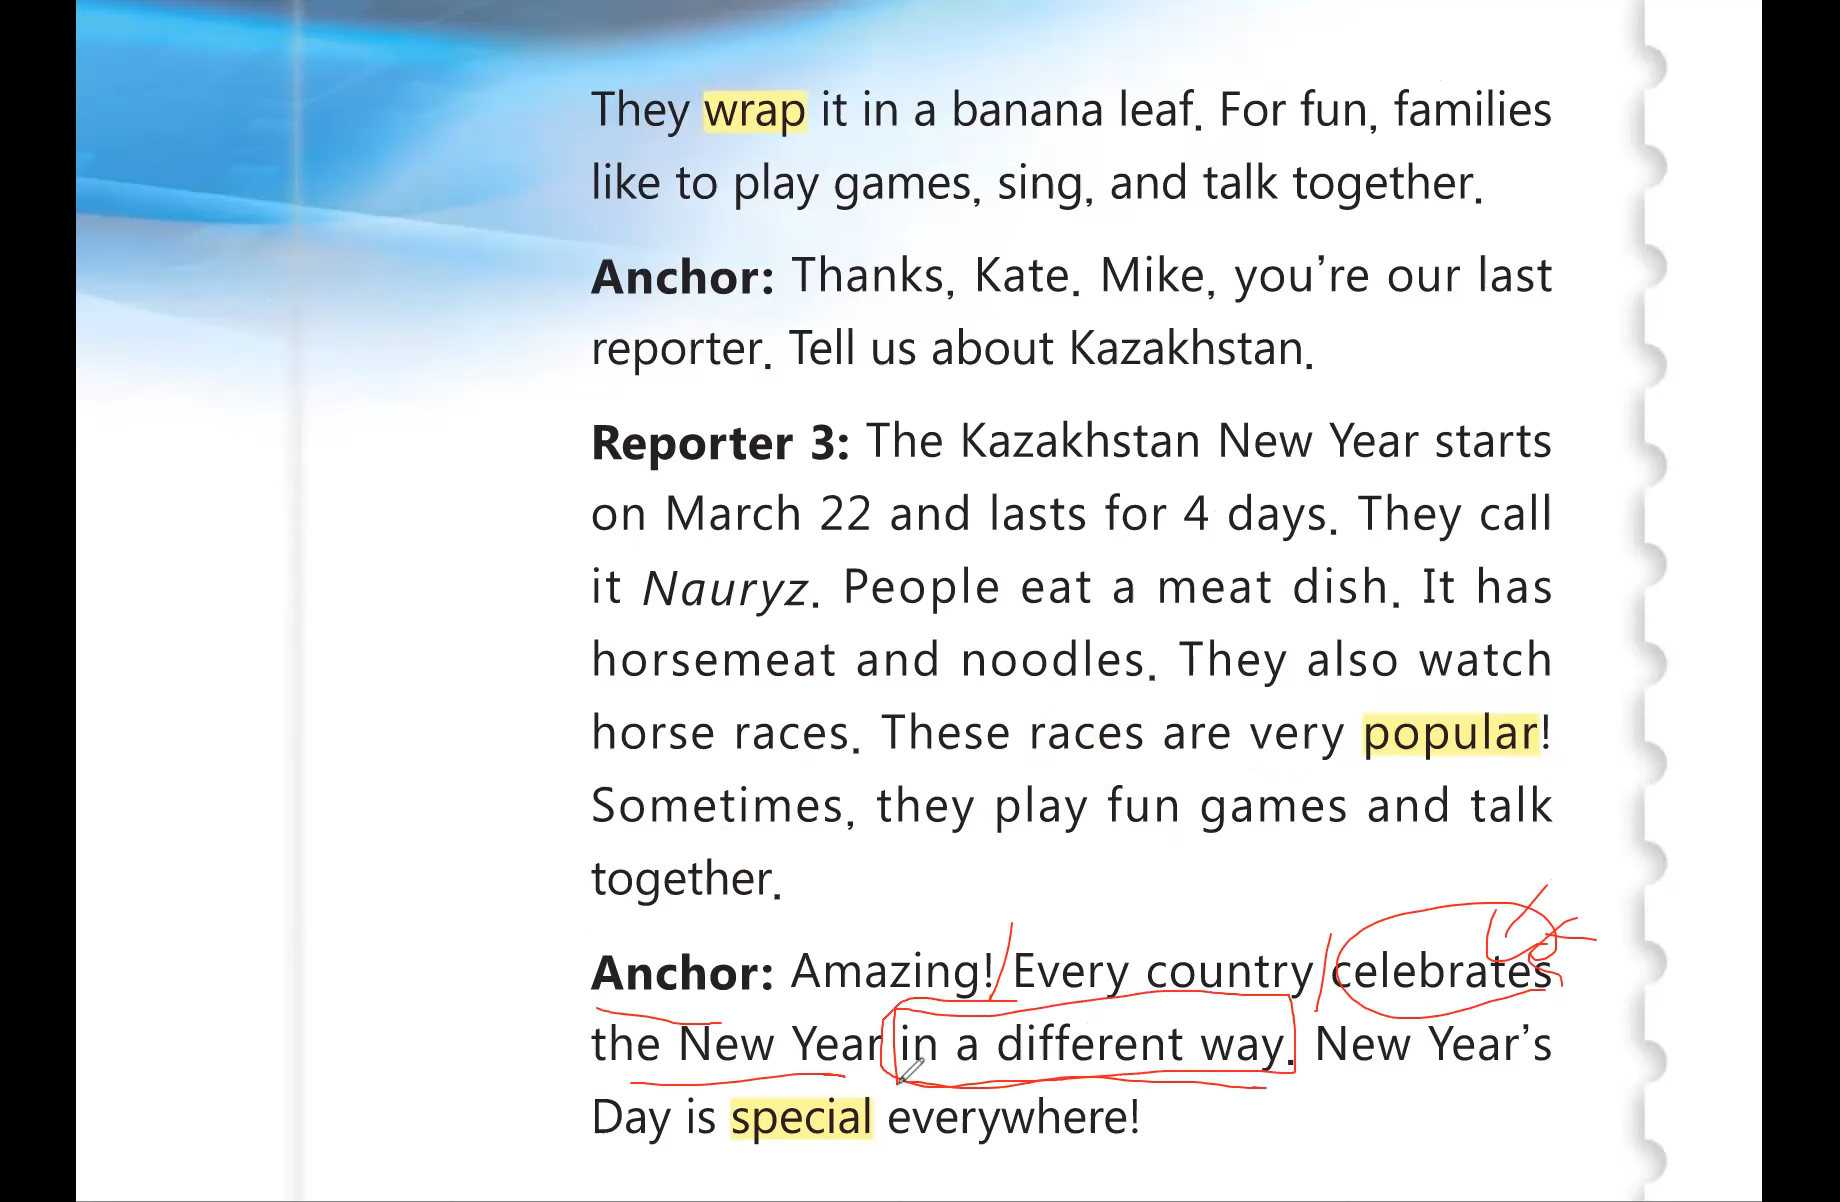 They wrap it in a banana leaf. For fun, families
like to play games, sing, and talk together.
Anchor: Thanks, Kate. Mike, you’re our last
reporter. Tell us about Kazakhstan.
Reporter 3: The Kazakhstan New Year starts
on March 22 and lasts for 4 days. They call
it Nauryz. People eat a meat dish. It has
horsemeat and noodles. They also watch
horse races. These races are very popular!
Sometimes, they play fun games and talk
together.
Anchor: Amazing! Every country celebrates
the New Year in a different way. New Year’s
Day is special everywhere!